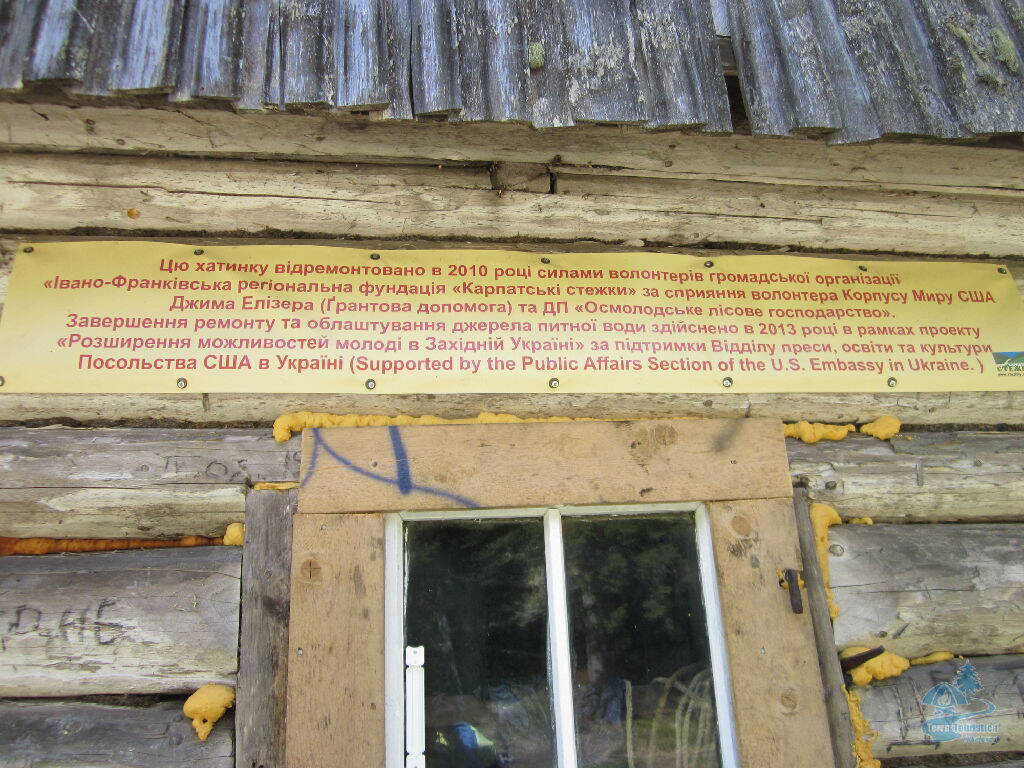 Цю хатинку відремонтовано в 2010 році силами волонтерів громадської організації
«Івано-Франківська регіональна фундація «Карпатські стежки» за сприяння волонтера Корпусу Миру США
Джима Елізера (Ґрантова допомога) та ДП «Осмолодське лісове господарство».
Завершення ремонту та облаштування джерела питної води здійснено в 2013 році в рамках проекту
«Розширення можливостей молоді в Західній Україні» за підтримки Відділу преси, освіти та культури
Посольства США в Україні (Supported by the Public Affairs Section of the U.S. Embassy in Ukraine. )
Terra Touristica